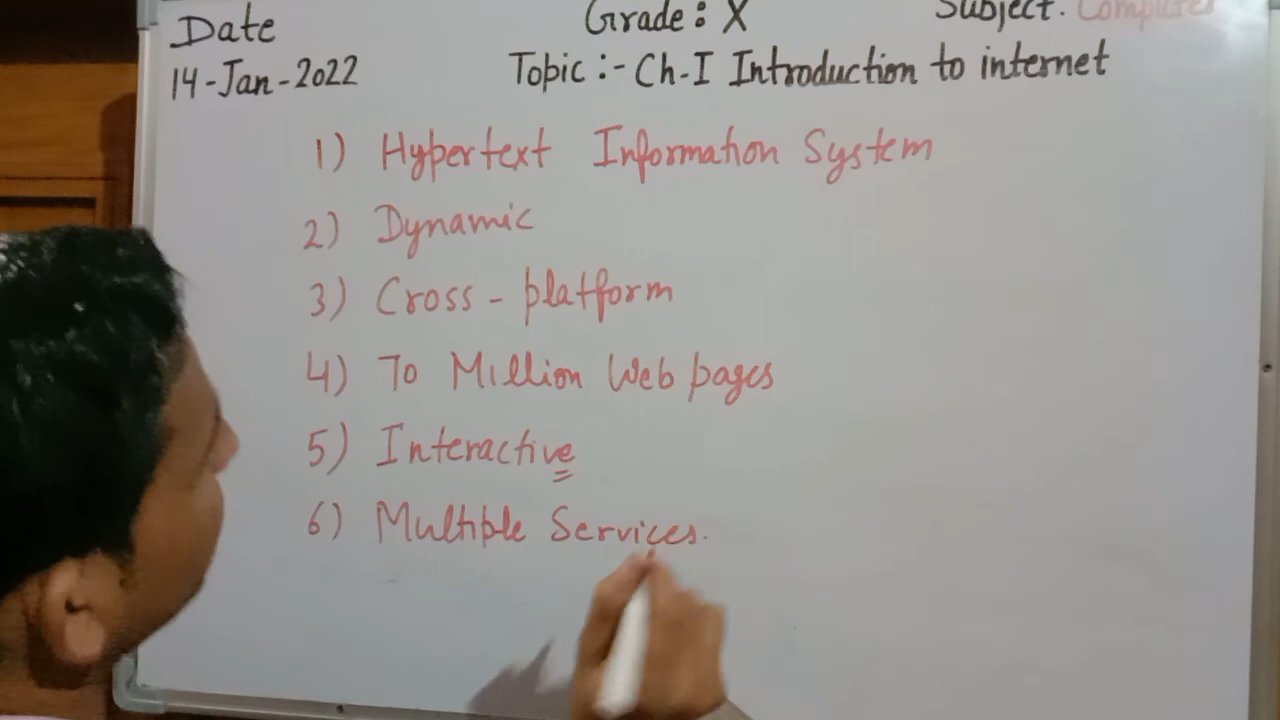 Date
Grade : X
Subject. Computer
14-Jan-2022
Topic :- Ch-I Introduction to internet
1) Hypertext Information System
2) Dynamic
3) Cross - platform
4) To Million Web pages
5) Interactive
6) Multiple Services.